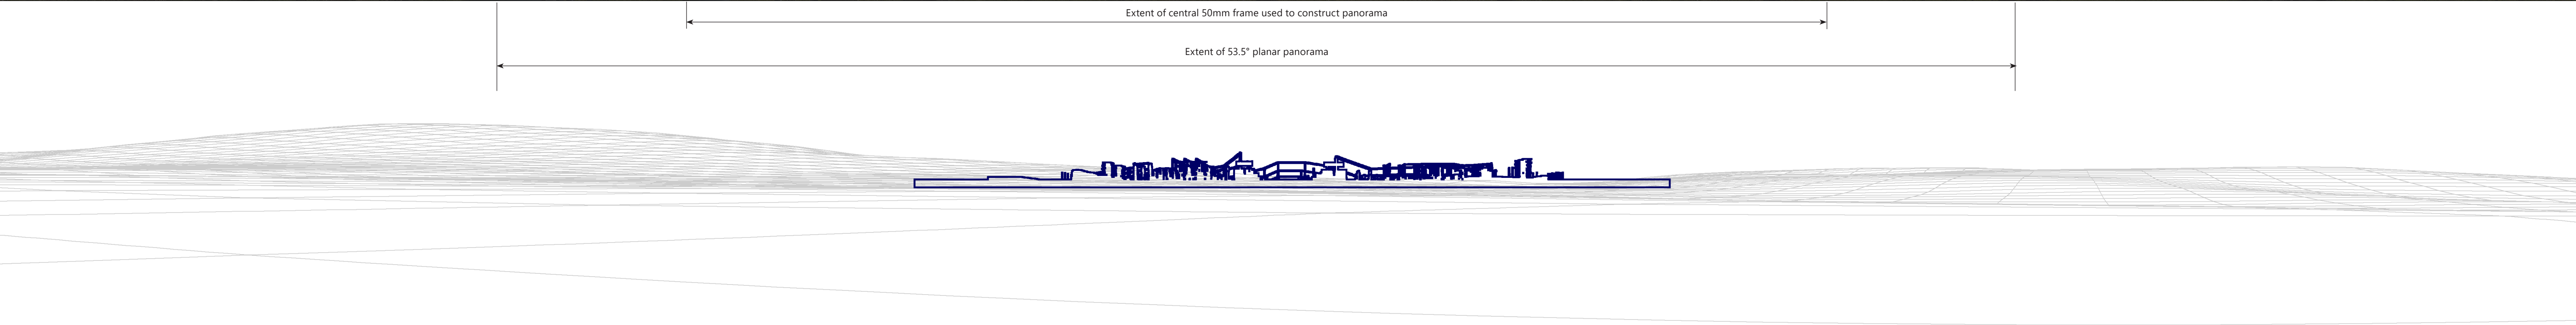 Extent of central 50mm frame used to construct panorama
Extent of 53.5° planar panorama